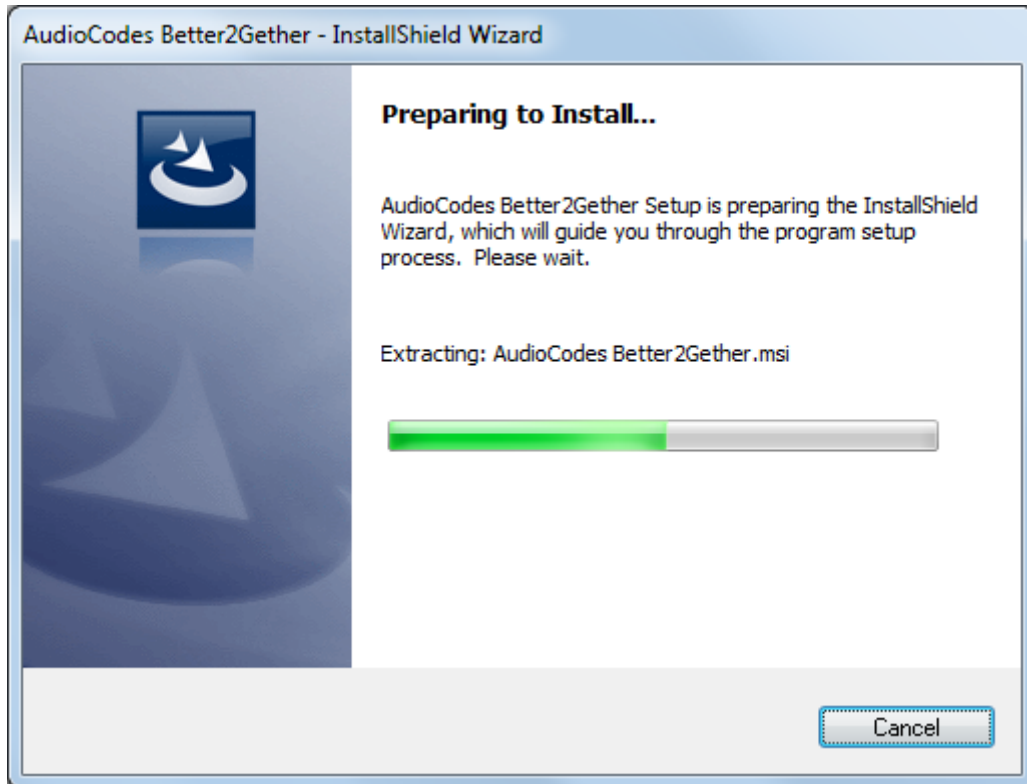 AudioCodes Better2Gether - InstallShield Wizard
Preparing to Install...
AudioCodes Better2Gether Setup is preparing the InstallShield
Wizard, which will guide you through the program setup
process.  Please wait.
Extracting: AudioCodes Better2Gether.msi
Cancel